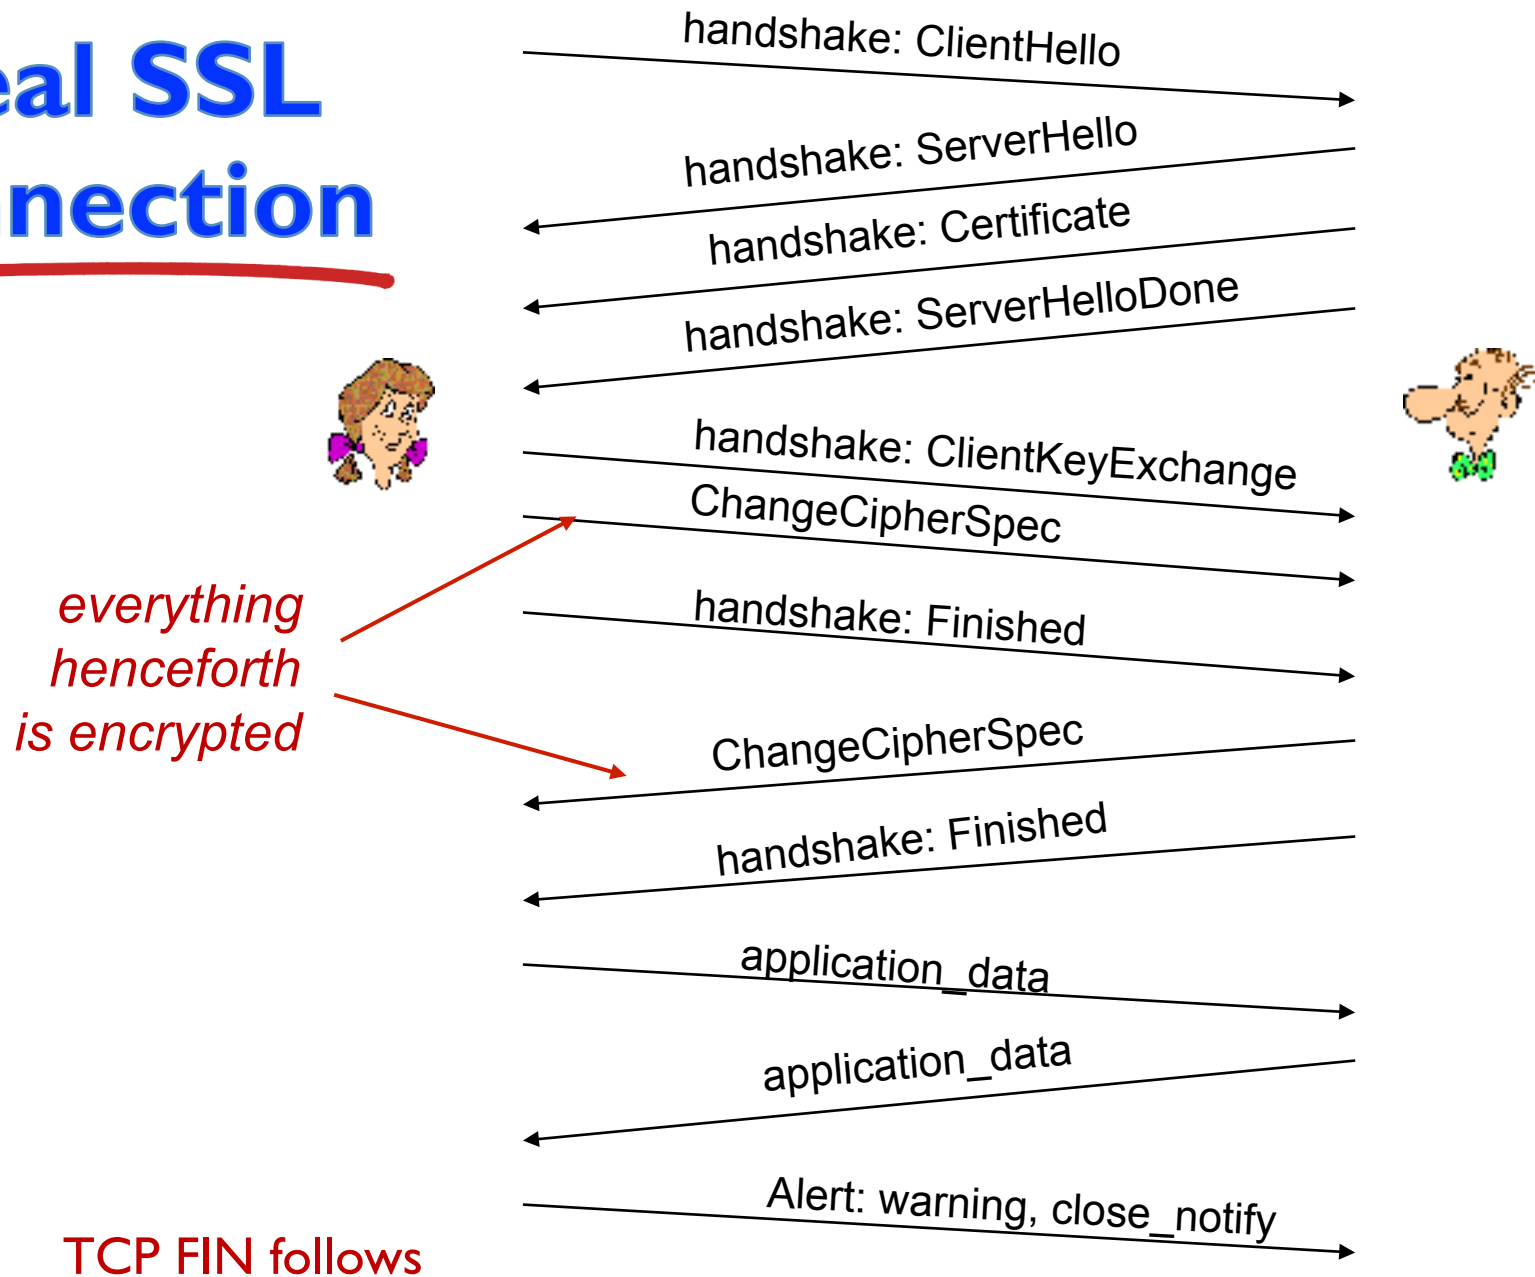 eal SSL
nnection
handshake: ClientHello
handshake: ServerHello
handshake: Certificate
handshake: ServerHelloDone
handshake: ClientKeyExchange
ChangeCipherSpec
everything
henceforth
is encrypted
handshake: Finished
ChangeCipherSpec
handshake: Finished
application_data
application_data
Alert: warning, close_notify
TCP FIN follows